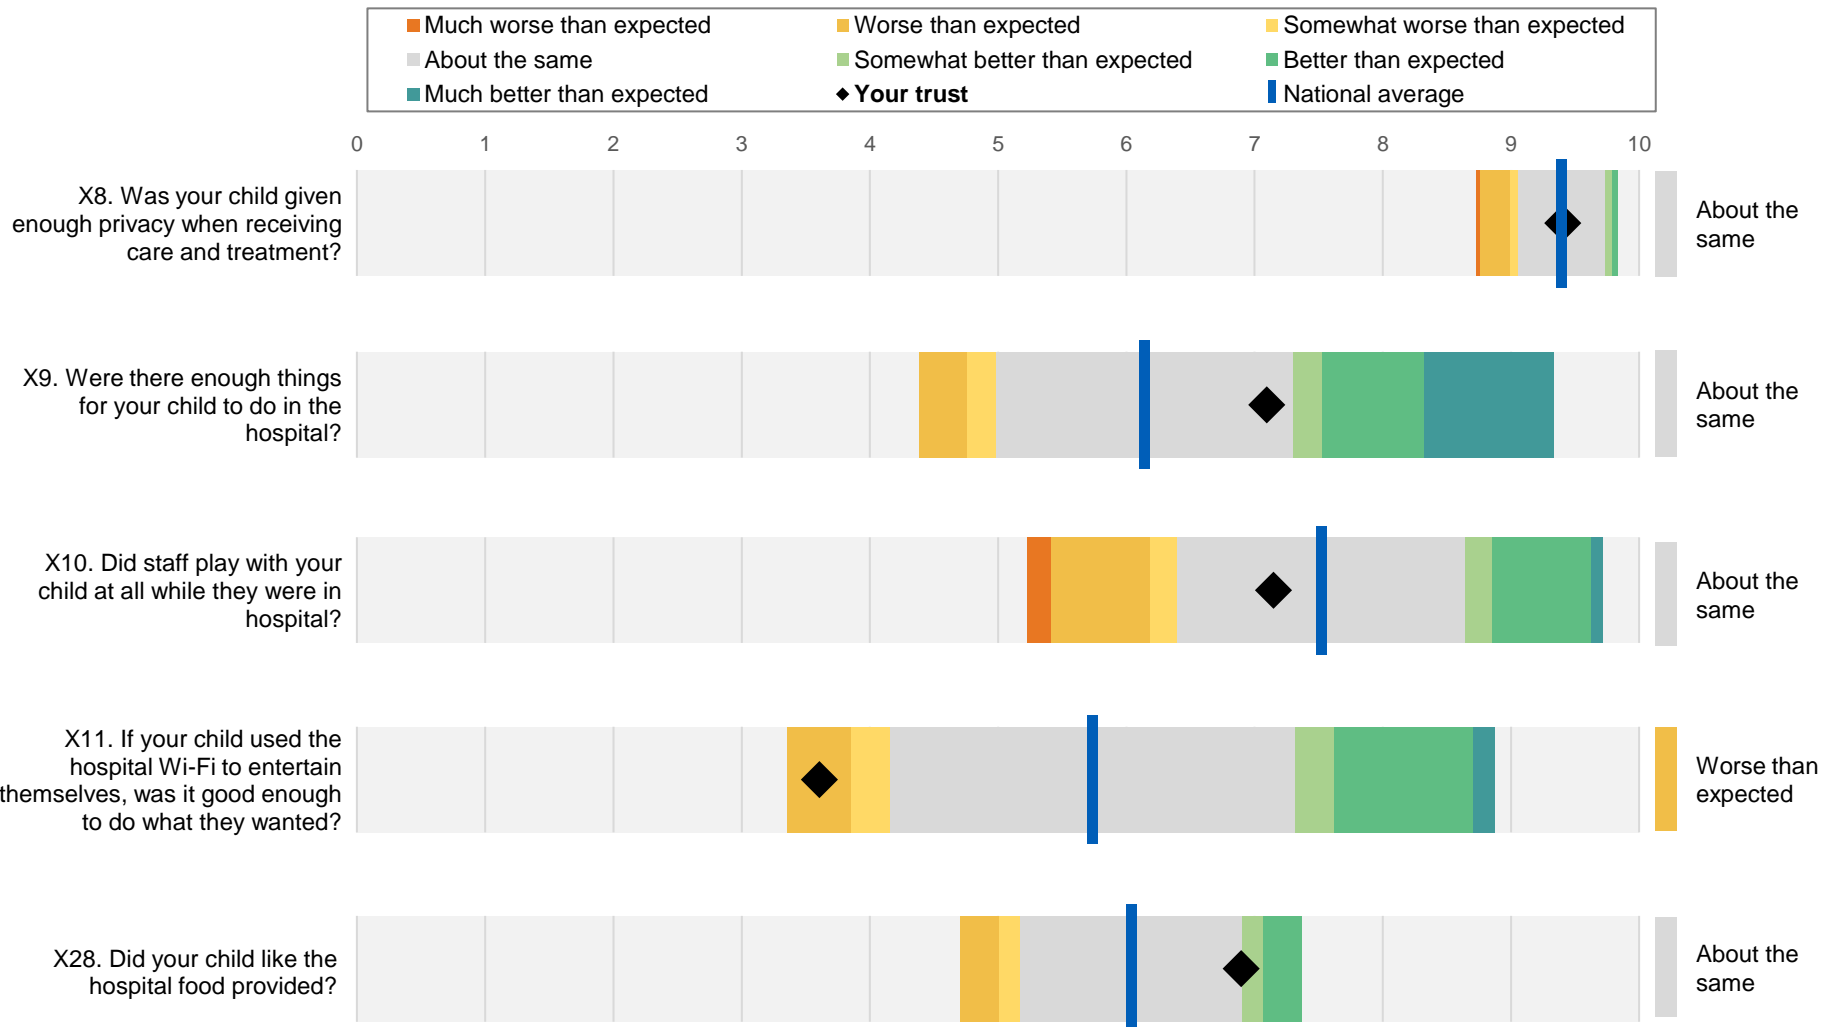 Much worse than expected
Worse than expected
Somewhat worse than expected
About the same
Somewhat better than expected
Better than expected
Much better than expected
Your trust
National average
0 1 2 3 4 5 6 7 8 9 10
X8. Was your child given
enough privacy when receiving
care and treatment?
About the
same
X9. Were there enough things
for your child to do in the
hospital?
About the
same
X10. Did staff play with your
child at all while they were in
hospital?
About the
same
X11. If your child used the
hospital Wi-Fi to entertain
themselves, was it good enough
to do what they wanted?
Worse than
expected
X28. Did your child like the
hospital food provided?
About the
same